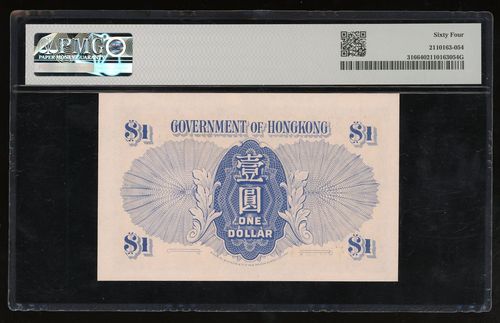 PMG
PAPER MONEY GUARANTY
Sixty Four
2110163-054
3166402110163054G
$1
GOVERNMENT OF HONGKONG
$1
壹
圓
ONE
DOLLAR
$1
$1